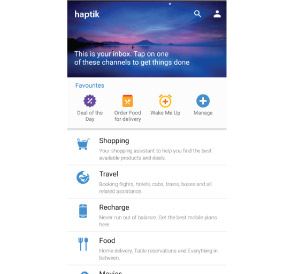 haptik
This is your inbox. Tap on one
of these channels to get things done
Favourites
Deal of the
Day
Order Food
for delivery
Wake Me Up
Manage
Shopping
Your shopping assistant to help you find the best
available products and deals.
Travel
Booking flights, hotels, cabs, trains, buses and all
related assistance.
Recharge
Never run out of balance. Get the best mobile plans
here.
Food
Home delivery, Table reservations and Everything in
between.
Movies